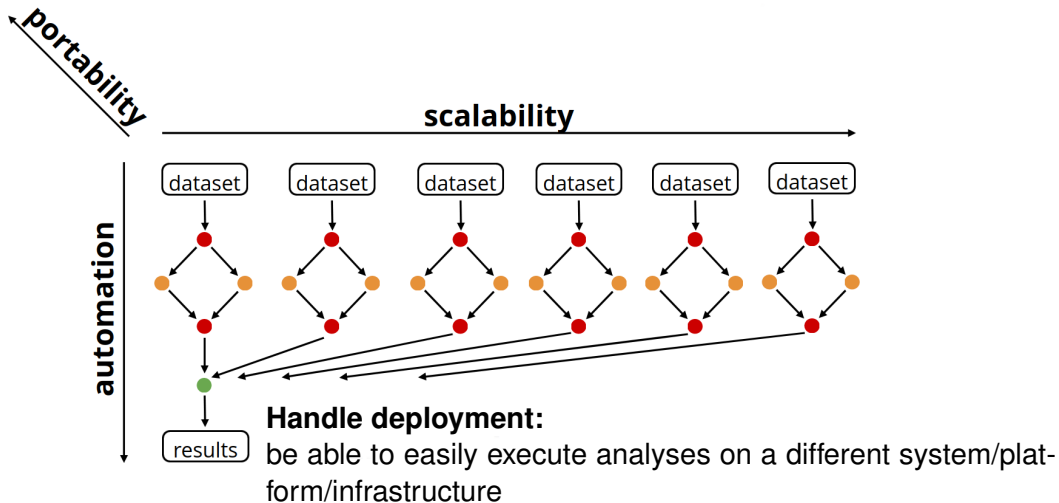 portability
scalability
dataset dataset dataset dataset dataset dataset
automation
results
Handle deployment:
be able to easily execute analyses on a different system/plat-
form/infrastructure